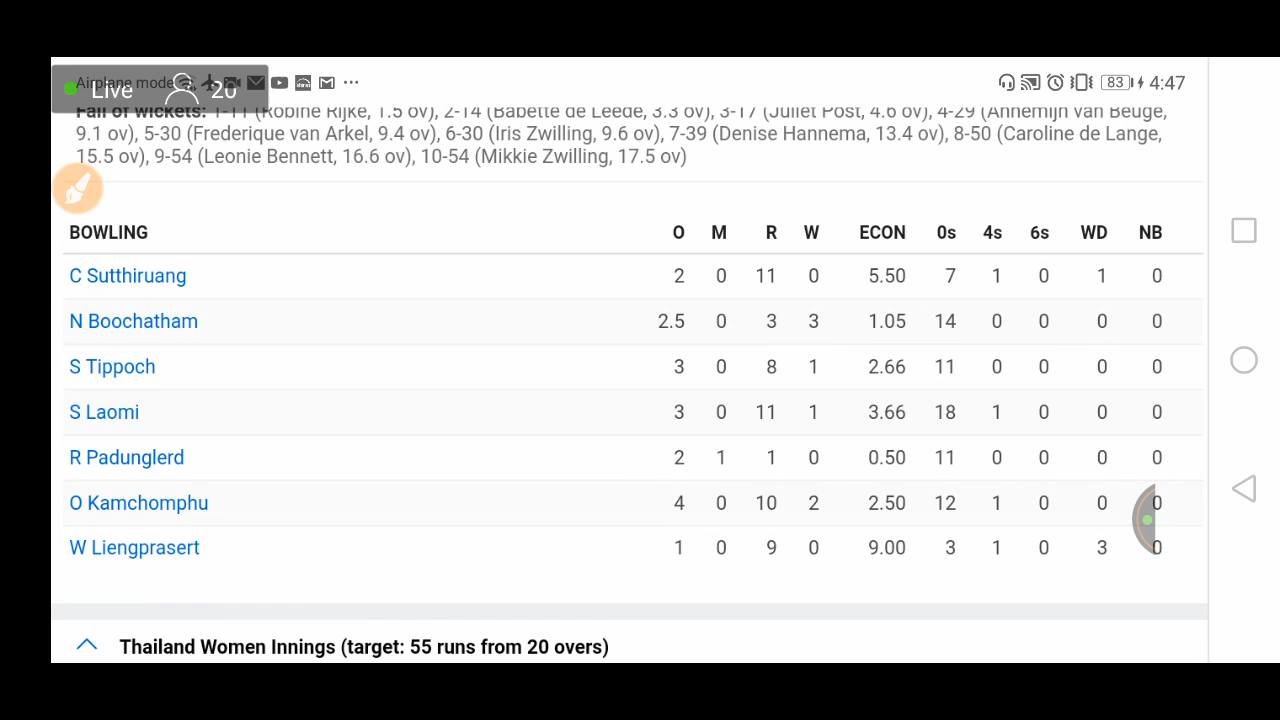 Airplane mode
Live 20
83 4:47
Fall of wickets: 1-11 (Robine Rijke, 1.5 ov), 2-14 (Babette de Leede, 3.3 ov), 3-17 (Juliet Post, 4.6 ov), 4-29 (Annemijn van Beuge,
9.1 ov), 5-30 (Frederique van Arkel, 9.4 ov), 6-30 (Iris Zwilling, 9.6 ov), 7-39 (Denise Hannema, 13.4 ov), 8-50 (Caroline de Lange,
15.5 ov), 9-54 (Leonie Bennett, 16.6 ov), 10-54 (Mikkie Zwilling, 17.5 ov)
BOWLING O M R W ECON 0s 4s 6s WD NB
C Sutthiruang 2 0 11 0 5.50 7 1 0 1 0
N Boochatham 2.5 0 3 3 1.05 14 0 0 0 0
S Tippoch 3 0 8 1 2.66 11 0 0 0 0
S Laomi 3 0 11 1 3.66 18 1 0 0 0
R Padunglerd 2 1 1 0 0.50 11 0 0 0 0
O Kamchomphu 4 0 10 2 2.50 12 1 0 0 0
W Liengprasert 1 0 9 0 9.00 3 1 0 3 0
Thailand Women Innings (target: 55 runs from 20 overs)